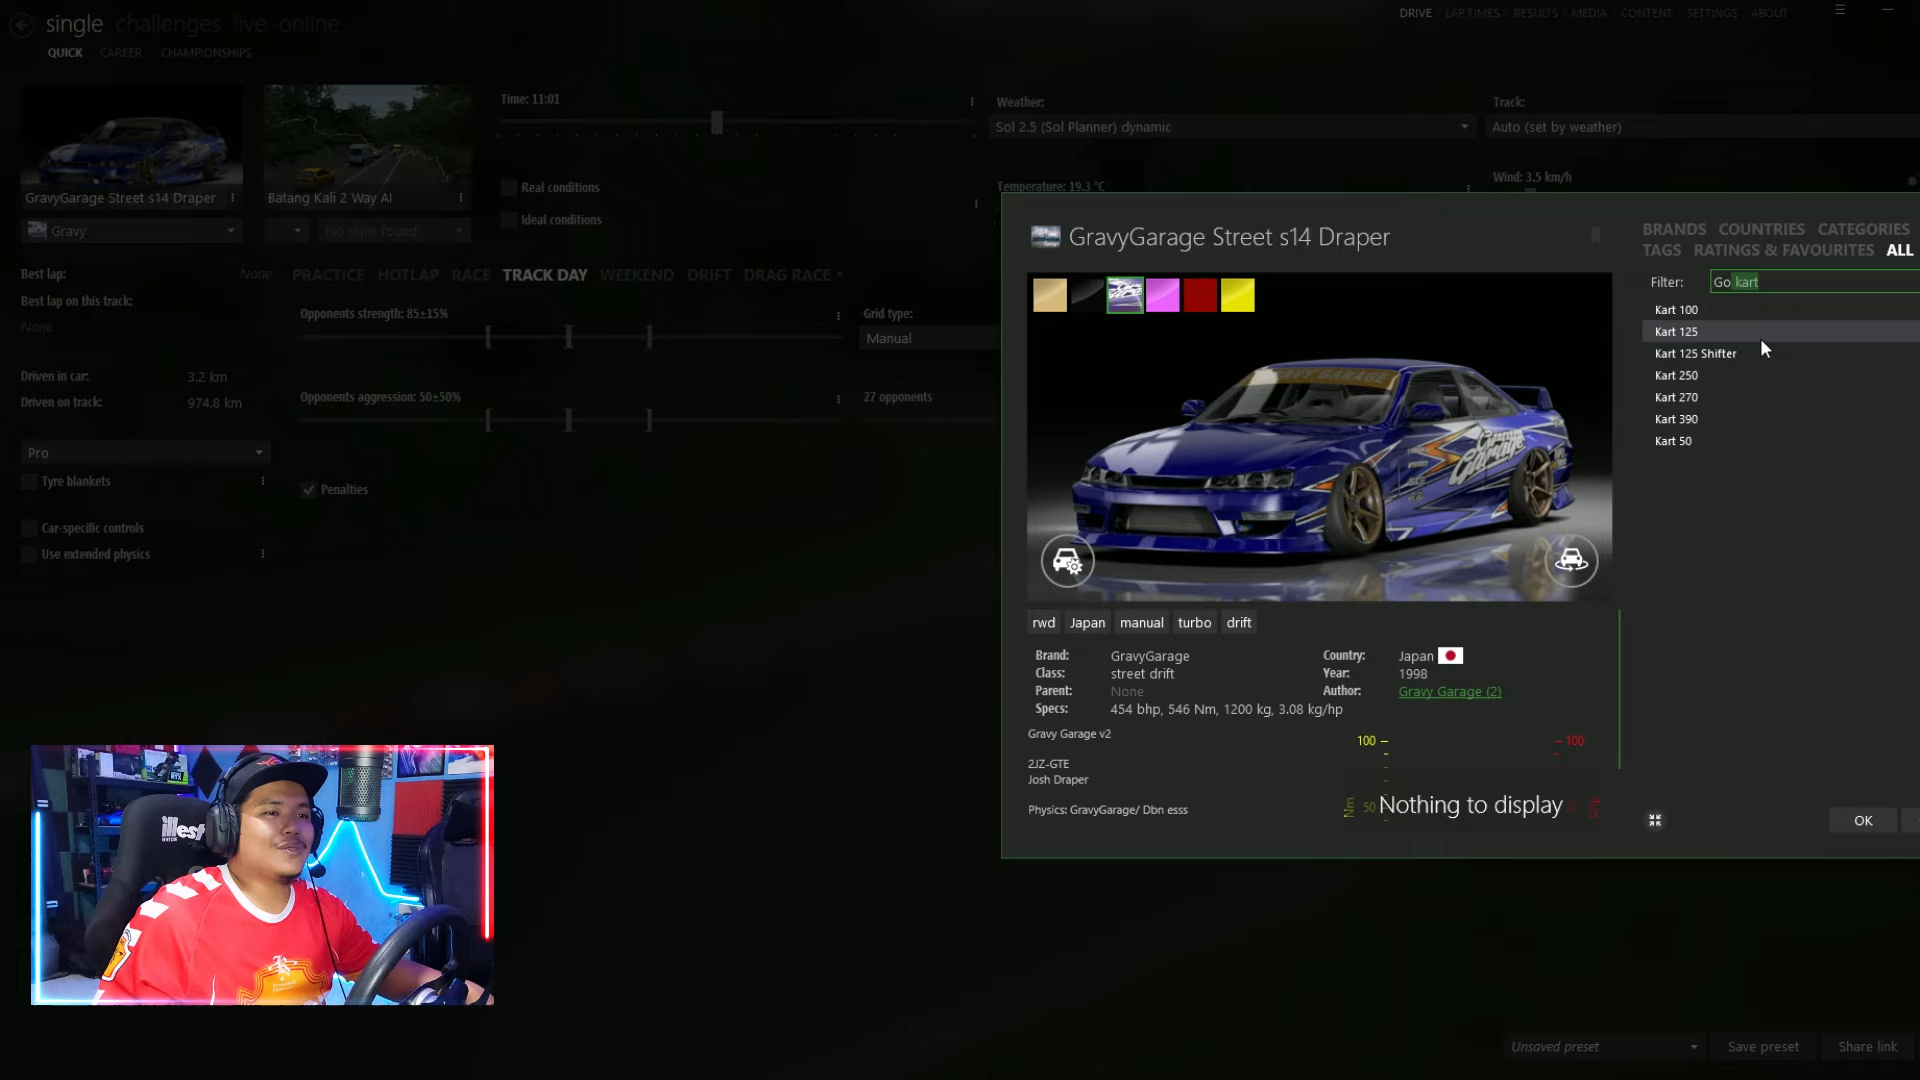 single challenges live online
DRIVE LAP TIMES RESULTS MEDIA CONTENT SETTINGS ABOUT
QUICK CAREER CHAMPIONSHIPS
GravyGarage Street s14 Draper
Gravy
Batang Kali 2 Way AI
No skins found
Time: 11:01
Real conditions
Ideal conditions
Weather:
Sol 2.5 (Sol Planner) dynamic
Temperature: 19.3 °C
Track:
Auto (set by weather)
Wind: 3.5 km/h
Best lap: None
Best lap on this track:
None
Driven in car: 3.2 km
Driven on track: 974.8 km
Pro
Tyre blankets
Car-specific controls
Use extended physics
PRACTICE HOTLAP RACE TRACK DAY WEEKEND DRIFT DRAG RACE
Opponents strength: 85±15%
Grid type:
Manual
Opponents aggression: 50±50%
27 opponents
Penalties
GravyGarage Street s14 Draper
GRAVY GARAGE
Gravy
Garage
rwd Japan manual turbo drift
Brand: GravyGarage
Class: street drift
Parent: None
Specs: 454 bhp, 546 Nm, 1200 kg, 3.08 kg/hp
Country: Japan
Year: 1998
Author: Gravy Garage (2)
Gravy Garage v2
2JZ-GTE
Josh Draper
Physics: GravyGarage/ Dbn esss
100 100
Nm 50
Nothing to display
BRANDS COUNTRIES CATEGORIES
TAGS RATINGS & FAVOURITES ALL
Filter: Go kart
Kart 100
Kart 125
Kart 125 Shifter
Kart 250
Kart 270
Kart 390
Kart 50
OK
illest
Unsaved preset Save preset Share link